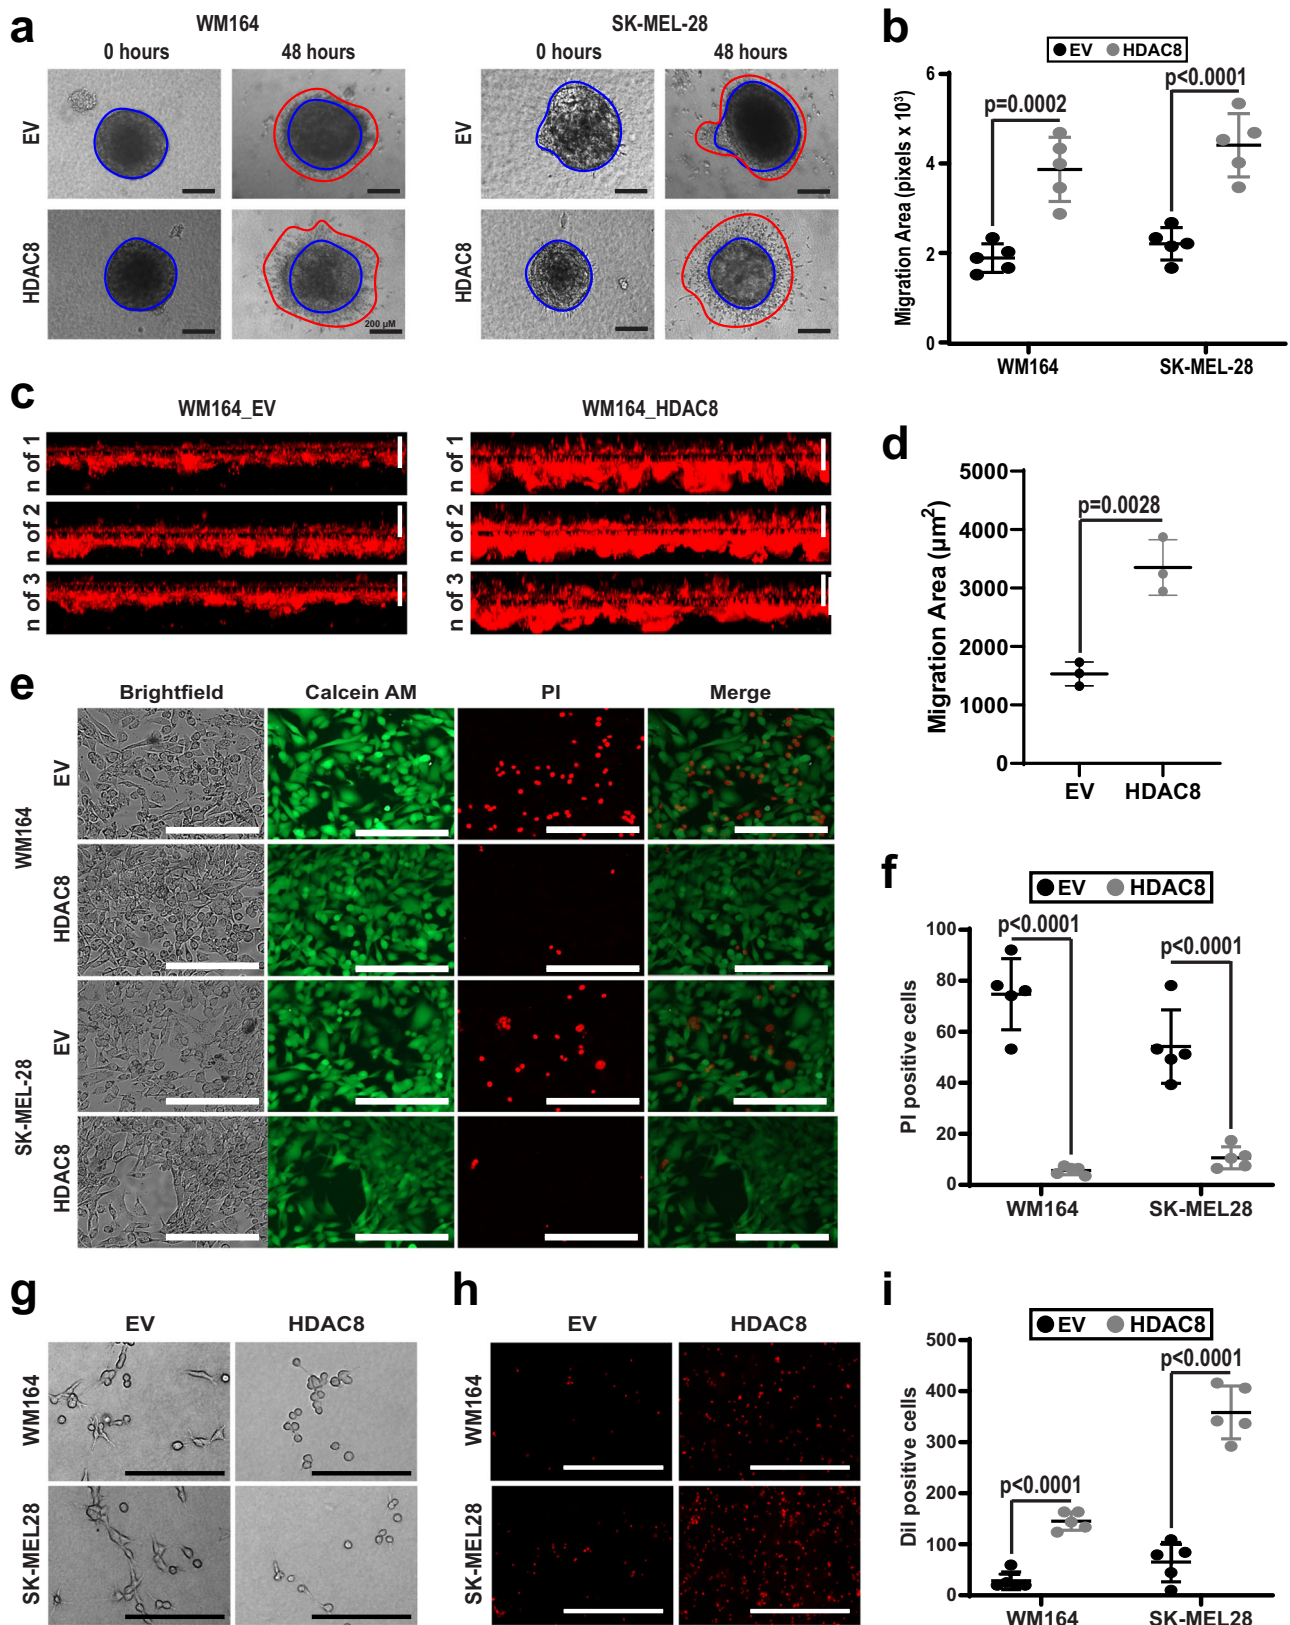 a
WM164
SK-MEL-28
0 hours
48 hours
0 hours
48 hours
EV
EV
HDAC8
HDAC8
200 µM
b
EV
HDAC8
Migration Area (pixels x 10³)
6
4
2
0
p=0.0002
p<0.0001
WM164
SK-MEL-28
c
WM164_EV
WM164_HDAC8
n of 1
n of 2
n of 3
n of 1
n of 2
n of 3
d
Migration Area (µm²)
5000
4000
3000
2000
1000
0
p=0.0028
EV
HDAC8
e
Brightfield
Calcein AM
PI
Merge
WM164
EV
HDAC8
SK-MEL-28
EV
HDAC8
f
EV
HDAC8
PI positive cells
100
80
60
40
20
0
p<0.0001
p<0.0001
WM164
SK-MEL28
g
EV
HDAC8
WM164
SK-MEL28
h
EV
HDAC8
WM164
SK-MEL28
i
EV
HDAC8
Dil positive cells
500
400
300
200
100
0
p<0.0001
p<0.0001
WM164
SK-MEL28